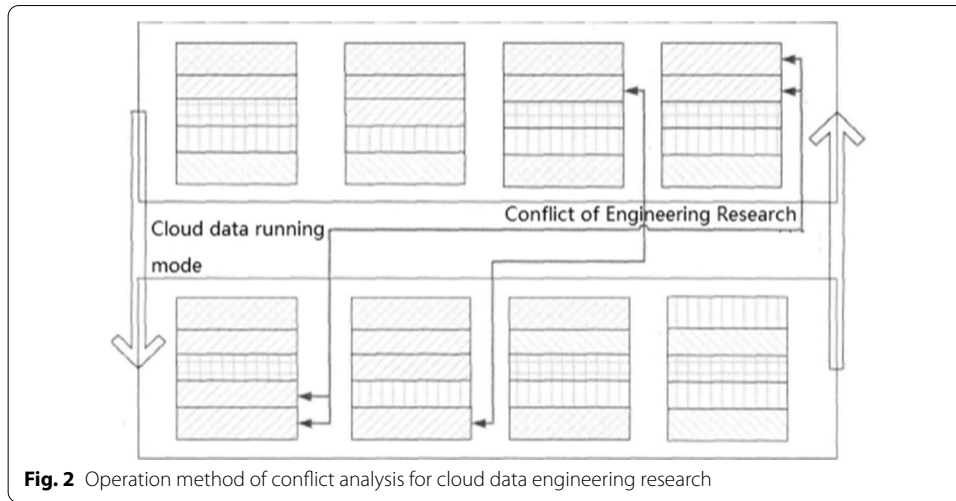 Conflict of Engineering Research
Cloud data running
mode
Fig. 2 Operation method of conflict analysis for cloud data engineering research